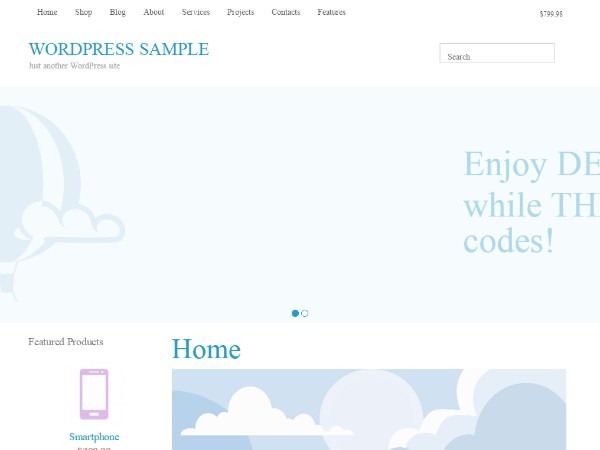 Home Shop Blog About Services Projects Contacts Features $799.98
WORDPRESS SAMPLE
Just another WordPress site
Search
Enjoy DE
while TH
codes!
Featured Products
Home
Smartphone